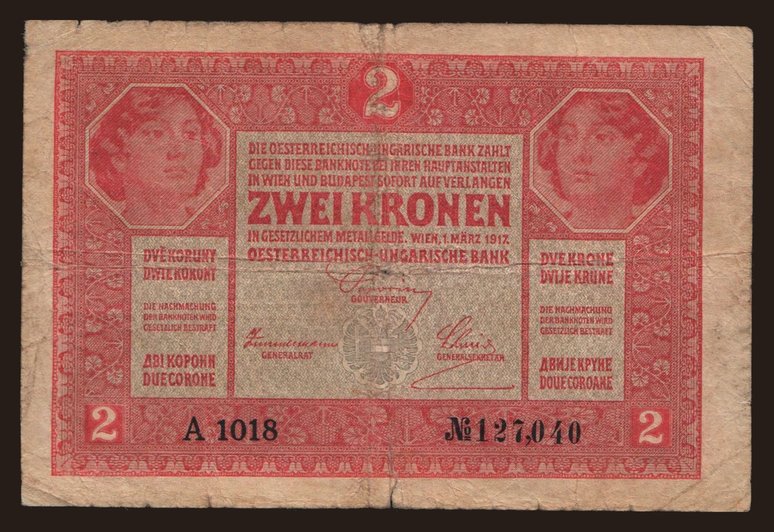 2
DIE OESTERREICHISCH-UNGARISCHE BANK ZAHLT
GEGEN DIESE BANKNOTE BEI IHREN HAUPTANSTALTEN
IN WIEN UND BUDAPEST SOFORT AUF VERLANGEN
ZWEI KRONEN
IN GESETZLICHEM METALLGELDE. WIEN, 1. MÄRZ 1917.
OESTERREICHISCH-UNGARISCHE BANK
GOUVERNEUR
GENERALRAT
GENERALSEKRETÄR
DVĚ KORUNY
DWIE KORONY
DIE NACHMACHUNG
DER BANKNOTEN WIRD
GESETZLICH BESTRAFT
ДВІ КОРОНИ
DUE CORONE
DVE KRONE
DVIJE KRUNE
DIE NACHMACHUNG
DER BANKNOTEN WIRD
GESETZLICH BESTRAFT
ДВИЈЕ КРУНЕ
DOUE COROANE
2
A 1018
№ 127,040
2